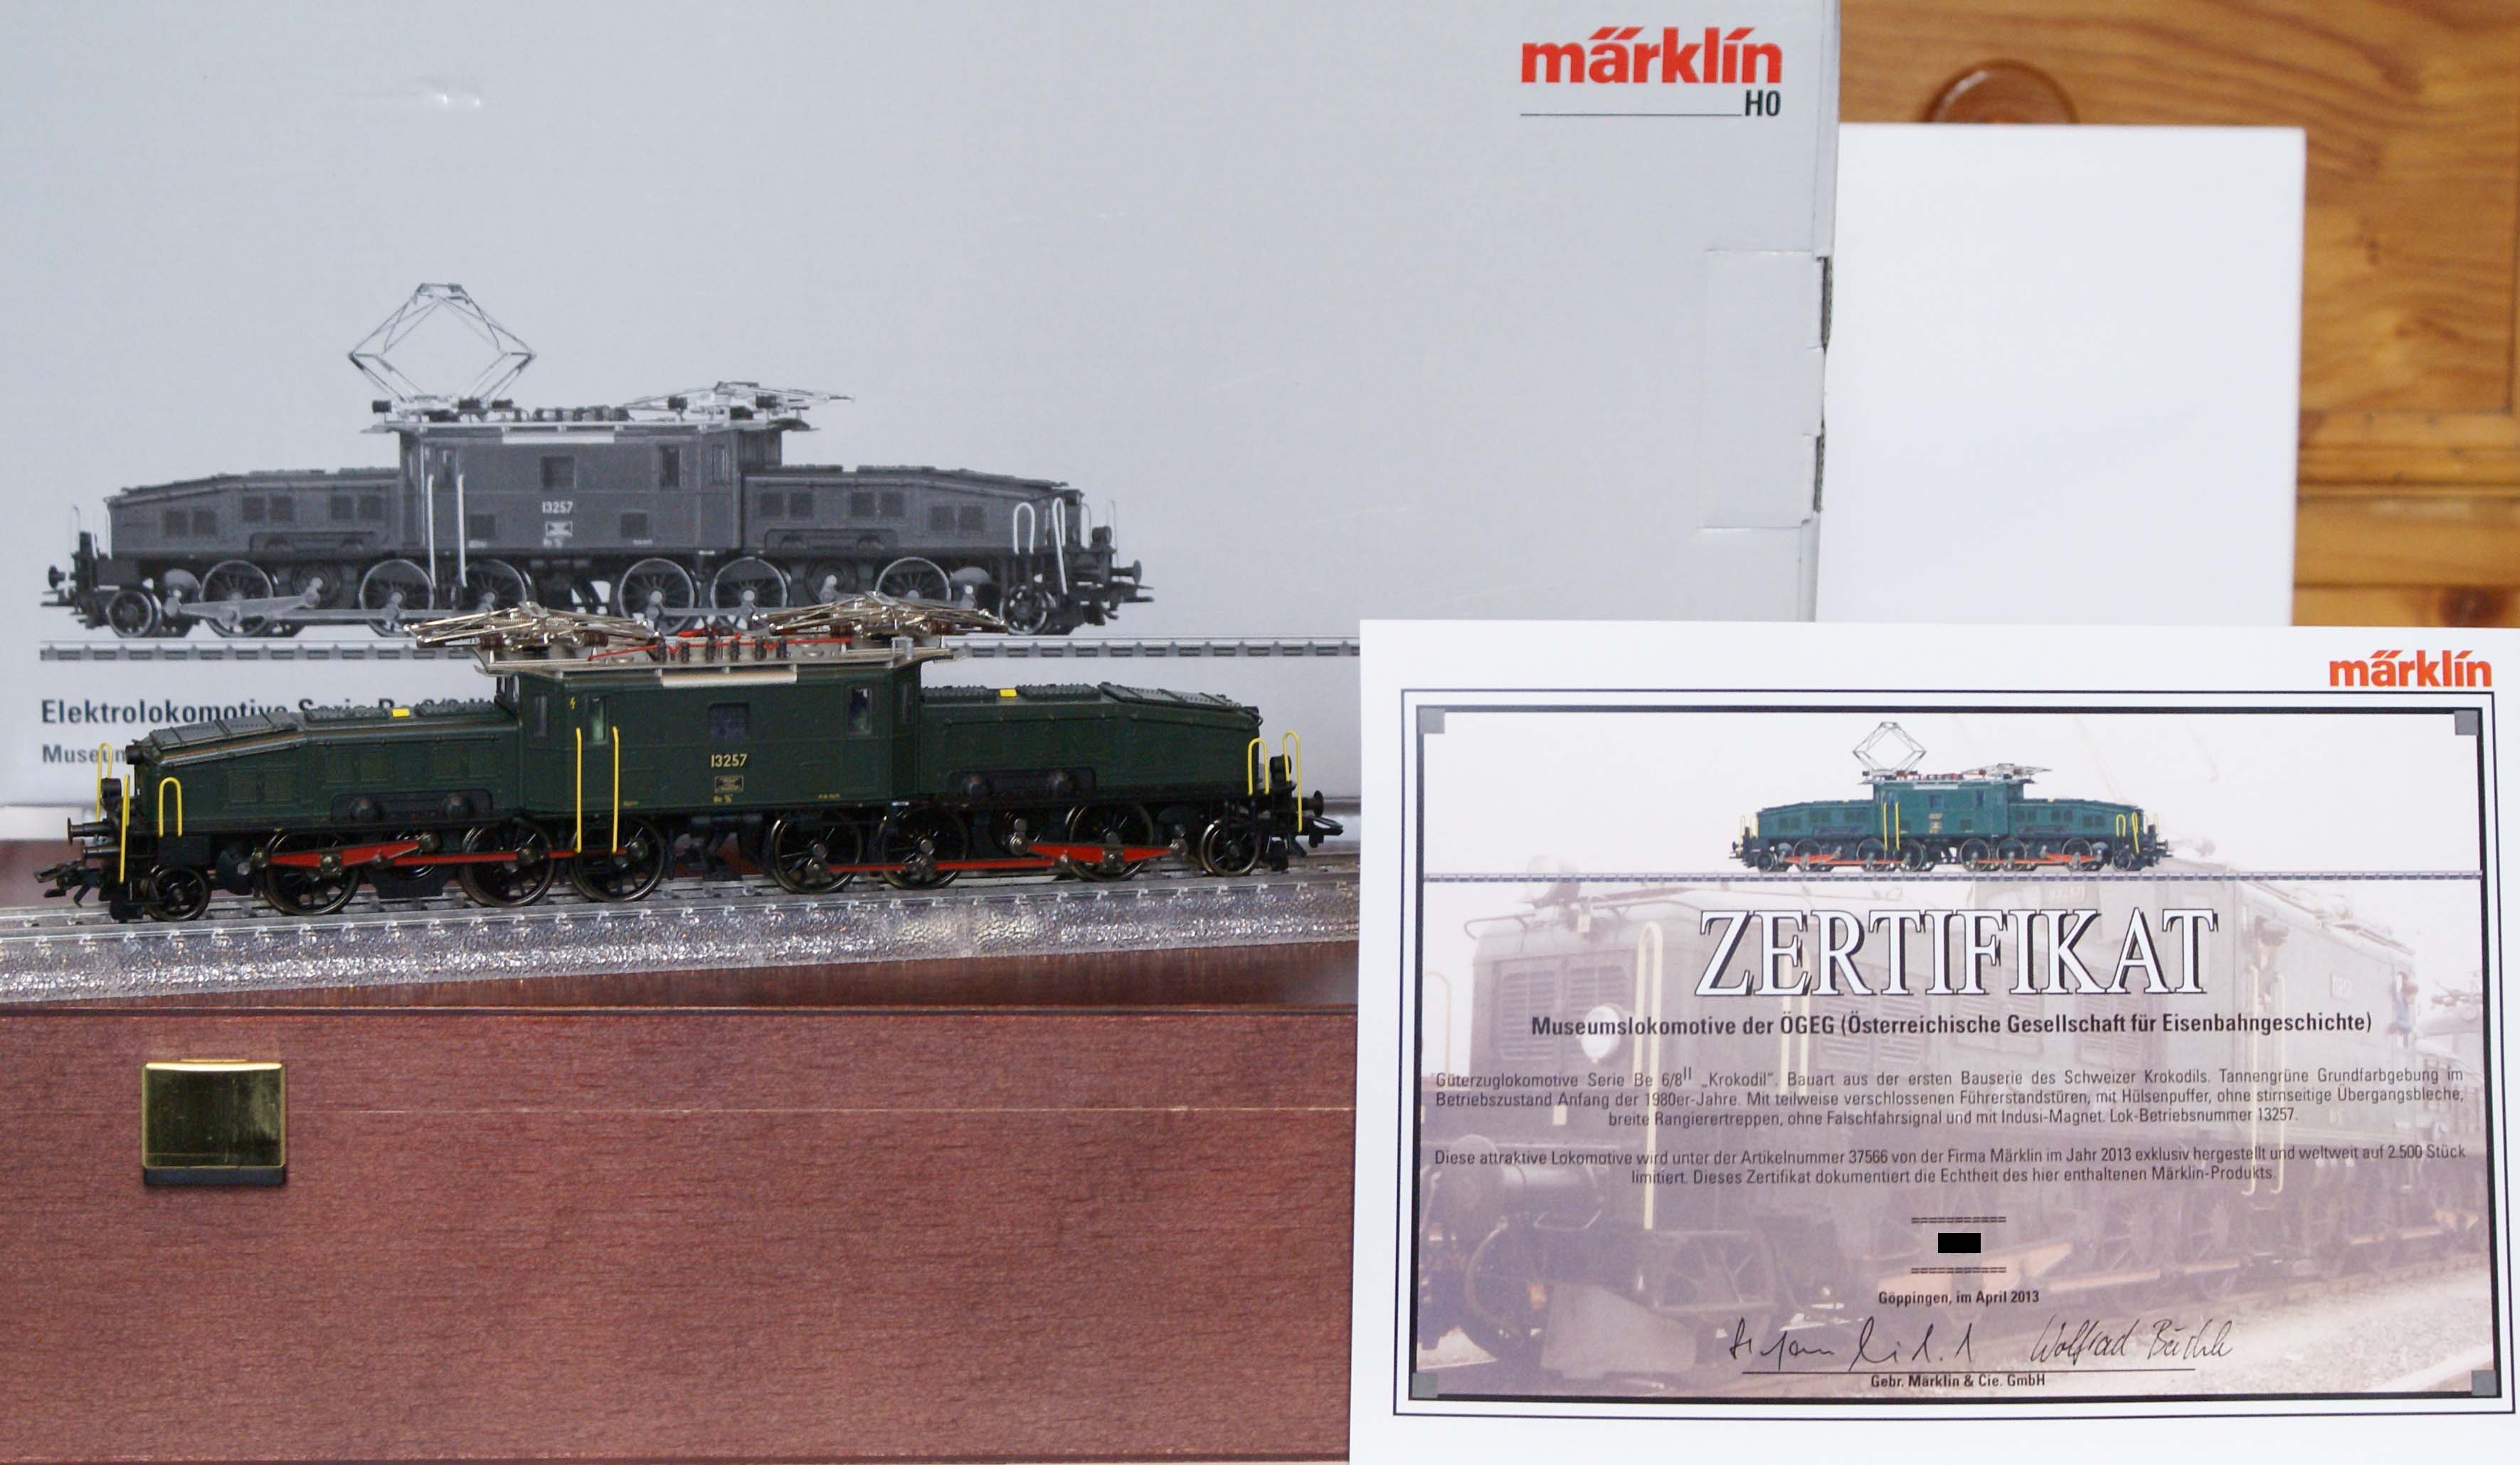 märklin
H0
13257
Elektrolokomotive Serie
Museum
13257
märklin
ZERTIFIKAT
Museumslokomotive der ÖGEG (Österreichische Gesellschaft für Eisenbahngeschichte)
Güterzuglokomotive Serie Be 6/8II „Krokodil". Bauart aus der ersten Bauserie des Schweizer Krokodils. Tannengrüne Grundfarbgebung im
Betriebszustand Anfang der 1980er-Jahre. Mit teilweise verschlossenen Führerstandstüren, mit Hülsenpuffer, ohne stirnseitige Übergangsbleche,
breite Rangierertreppen, ohne Falschfahrsignal und mit Indusi-Magnet. Lok-Betriebsnummer 13257.
Diese attraktive Lokomotive wird unter der Artikelnummer 37566 von der Firma Märklin im Jahr 2013 exklusiv hergestellt und weltweit auf 2.500 Stück
limitiert. Dieses Zertifikat dokumentiert die Echtheit des hier enthaltenen Märklin-Produkts.
===========
===========
Göppingen, im April 2013
Gebr. Märklin & Cie. GmbH